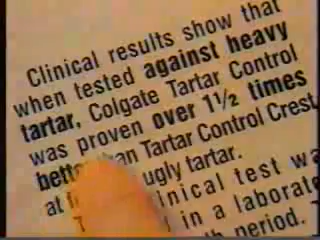 Clinical results show that
when tested against heavy
tartar, Colgate Tartar Control
was proven over 1½ times
better than Tartar Control Crest
at ugly tartar.
clinical test wa
in a laborat
period. T